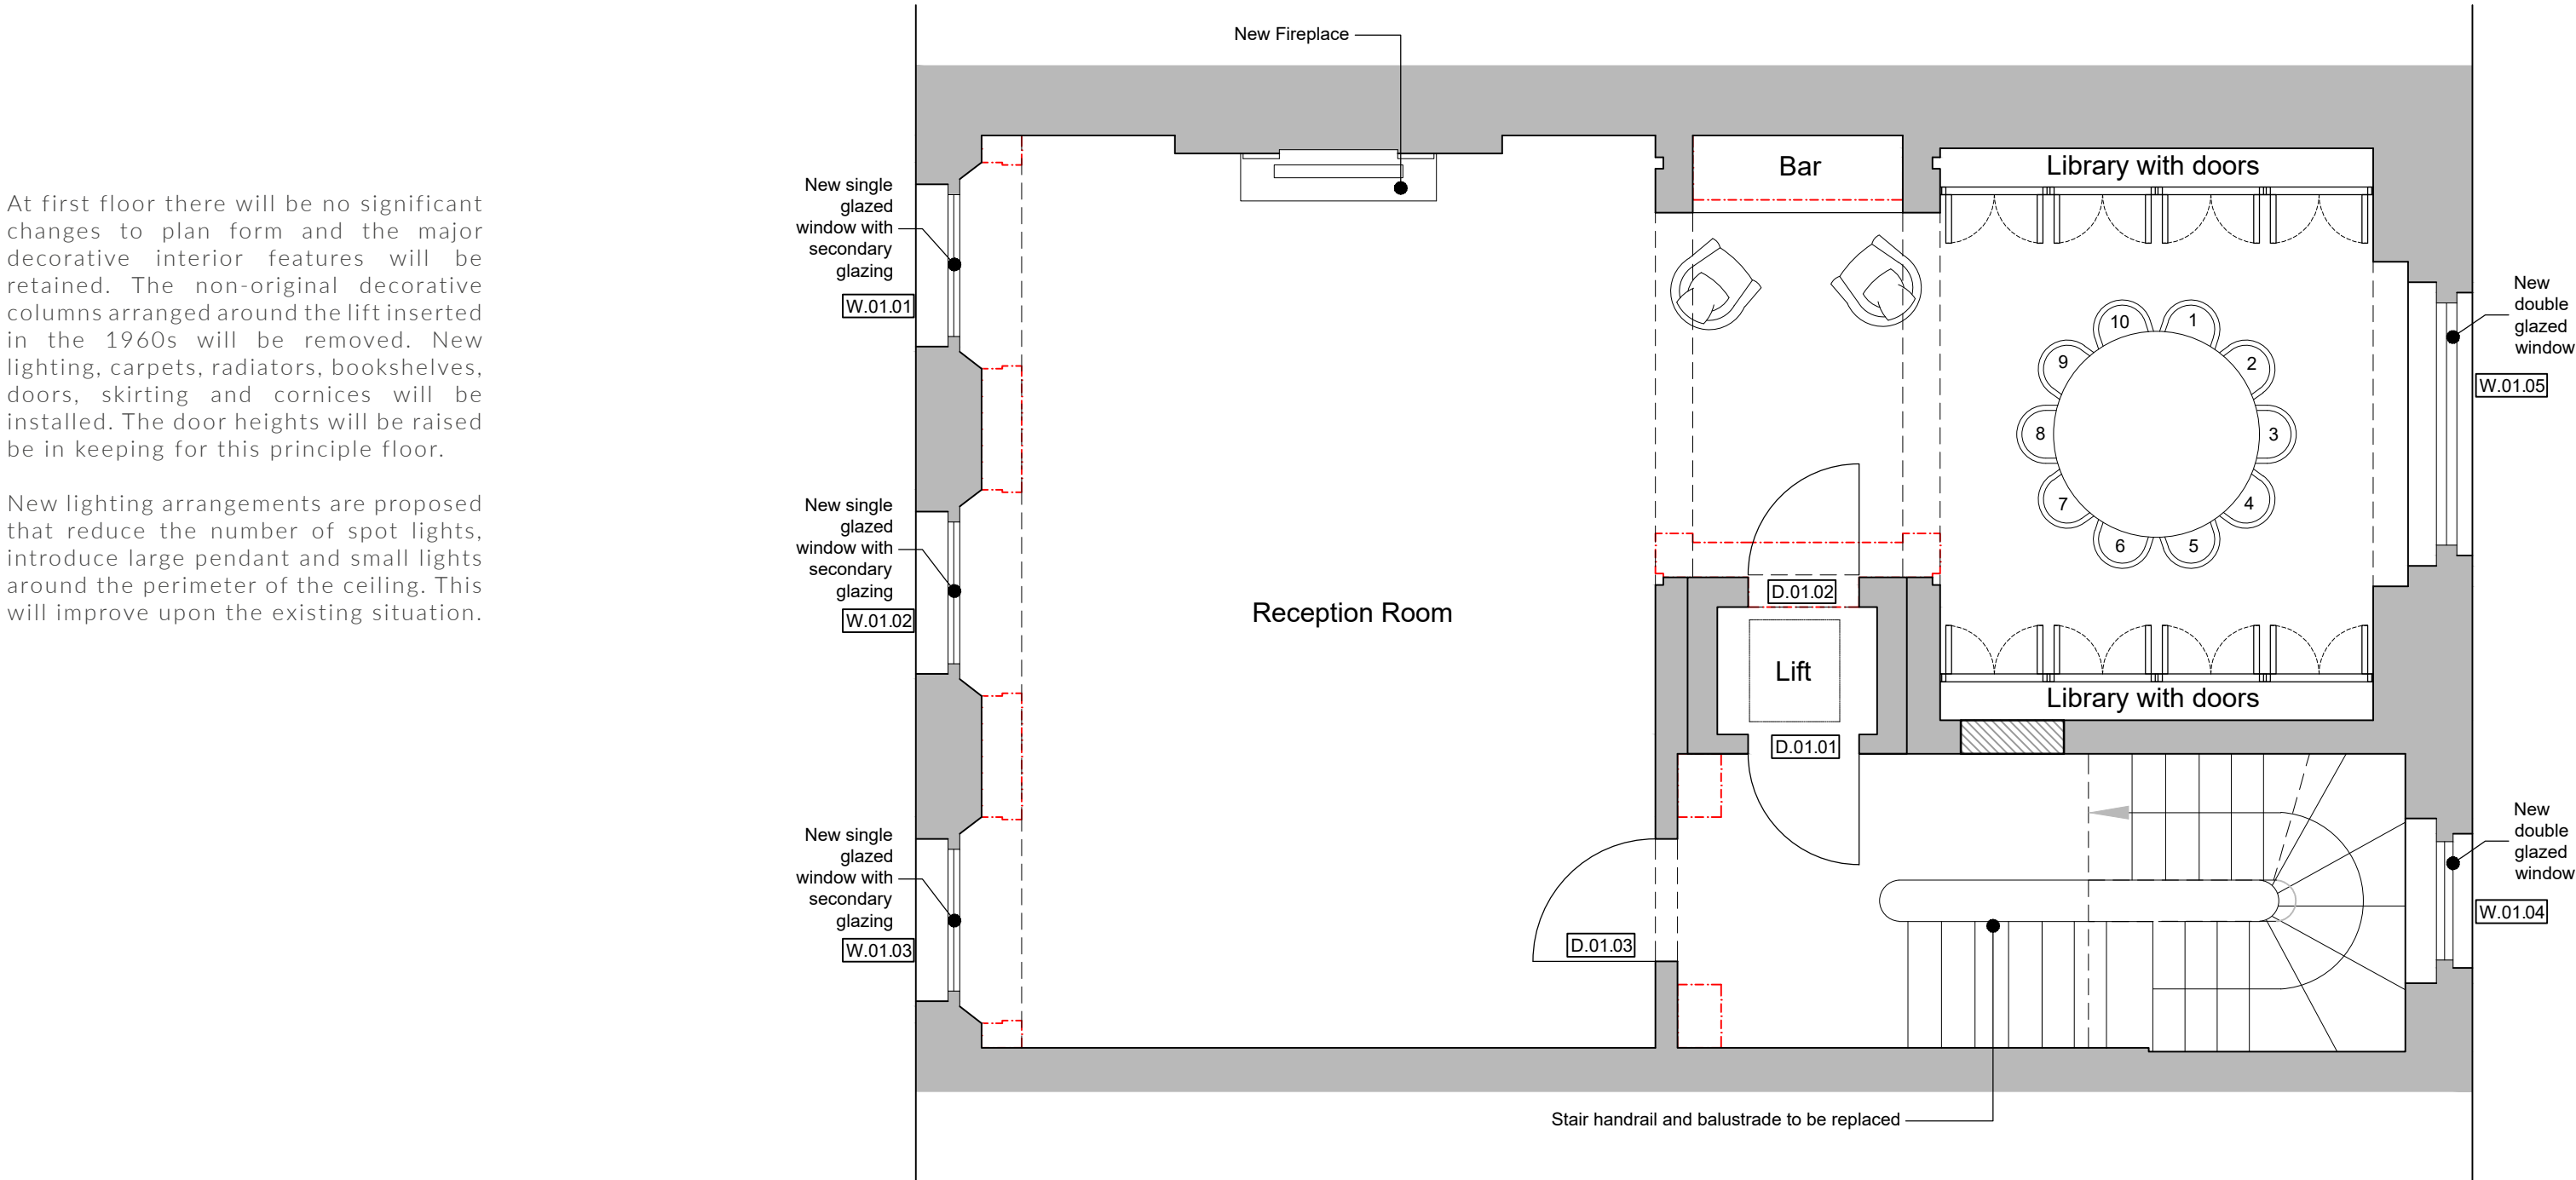 At first floor there will be no significant
changes to plan form and the major
decorative interior features will be
retained. The non-original decorative
columns arranged around the lift inserted
in the 1960s will be removed. New
lighting, carpets, radiators, bookshelves,
doors, skirting and cornices will be
installed. The door heights will be raised
be in keeping for this principle floor.
New lighting arrangements are proposed
that reduce the number of spot lights,
introduce large pendant and small lights
around the perimeter of the ceiling. This
will improve upon the existing situation.
New Fireplace
New single
glazed
window with
secondary
glazing
W.01.01
New single
glazed
window with
secondary
glazing
W.01.02
New single
glazed
window with
secondary
glazing
W.01.03
Reception Room
Bar
Library with doors
10
1
9
2
8
3
7
4
6
5
Library with doors
D.01.02
Lift
D.01.01
D.01.03
New
double
glazed
window
W.01.05
New
double
glazed
window
W.01.04
Stair handrail and balustrade to be replaced